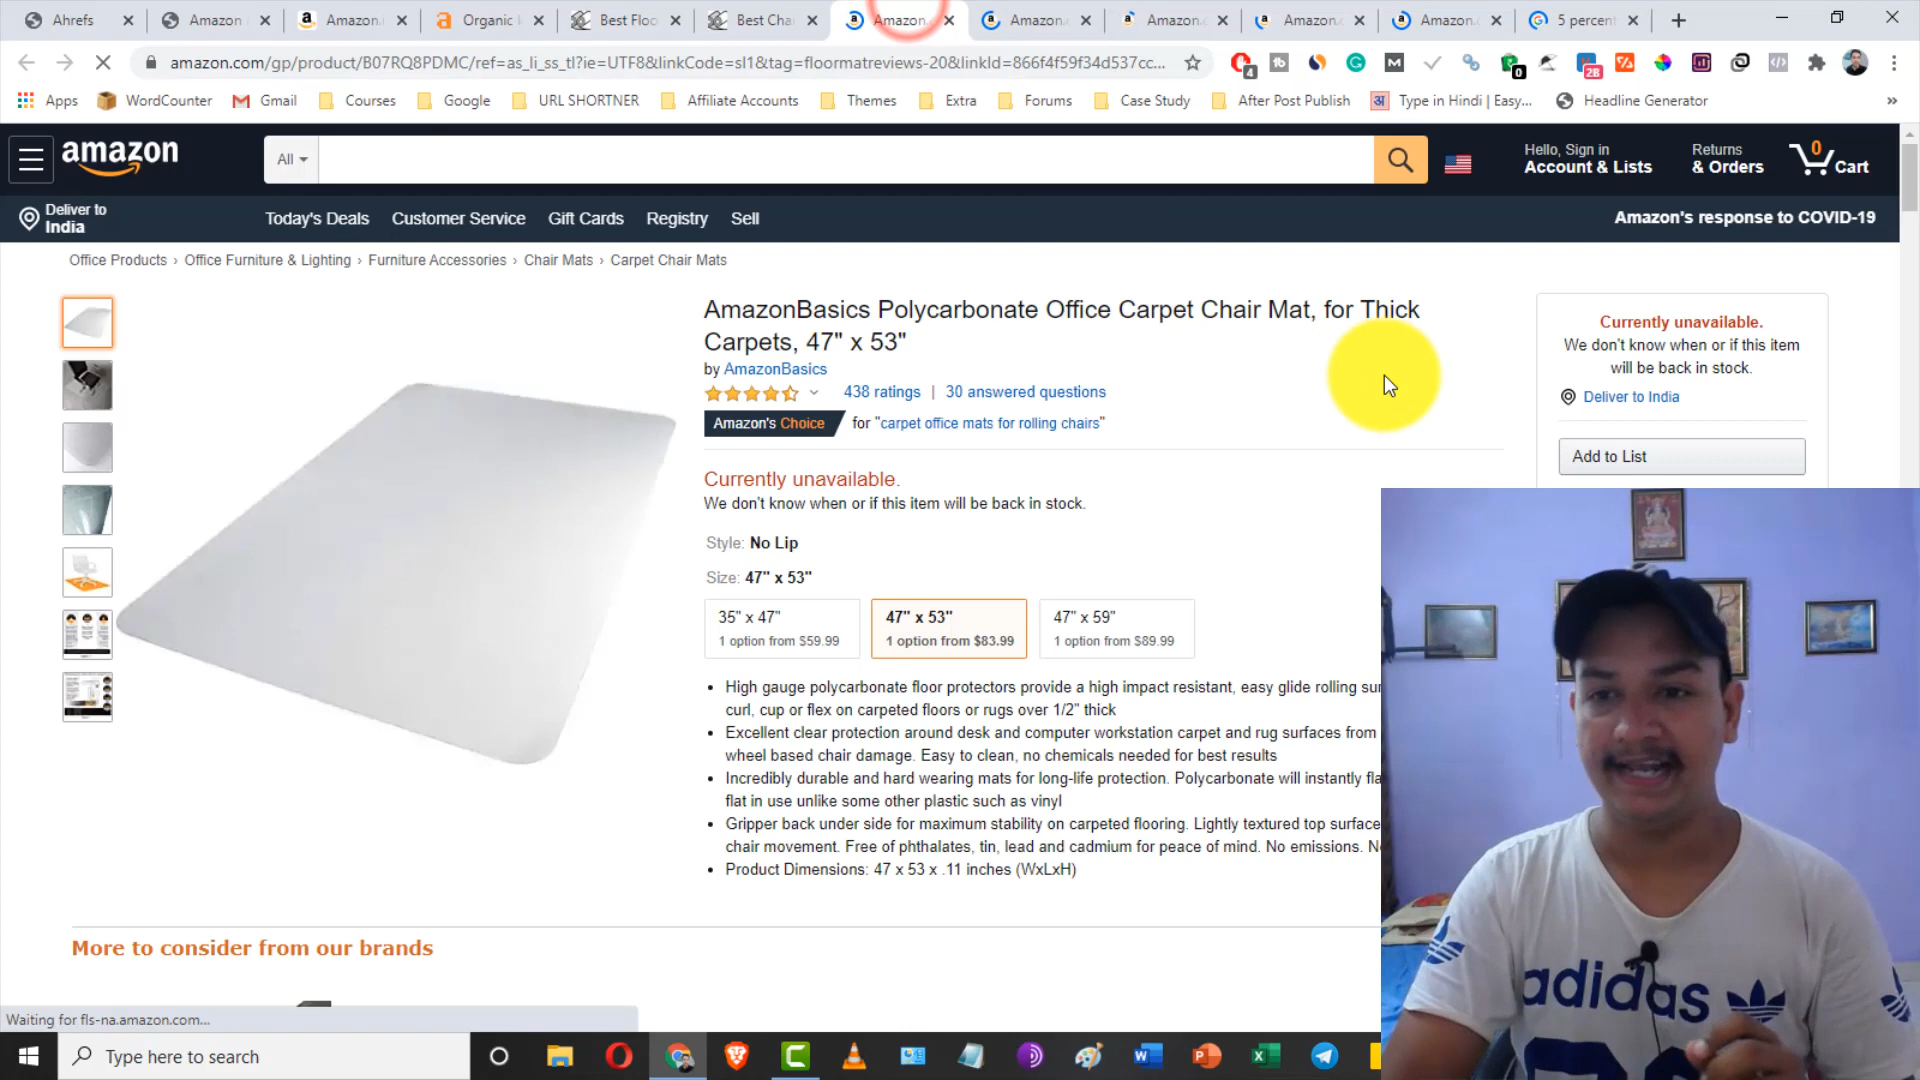 Ahrefs
Amazon
Amazon.
Organic
Best Floo
Best Cha
Amazon.
Amazon.
Amazon.
Amazon.
Amazon.
5 percent
amazon.com/gp/product/B07RQ8PDMC/ref=as_li_ss_tl?ie=UTF8&linkCode=sl1&tag=floormatreviews-20&linkId=866f4f59f34d537cc...
Apps
WordCounter
Gmail
Courses
Google
URL SHORTNER
Affiliate Accounts
Themes
Extra
Forums
Case Study
After Post Publish
Type in Hindi | Easy...
Headline Generator
amazon
All
Hello, Sign in
Account & Lists
Returns
& Orders
0
Cart
Deliver to
India
Today's Deals
Customer Service
Gift Cards
Registry
Sell
Amazon's response to COVID-19
Office Products › Office Furniture & Lighting › Furniture Accessories › Chair Mats › Carpet Chair Mats
AmazonBasics Polycarbonate Office Carpet Chair Mat, for Thick
Carpets, 47" x 53"
by AmazonBasics
438 ratings | 30 answered questions
Amazon's Choice for "carpet office mats for rolling chairs"
Currently unavailable.
We don't know when or if this item will be back in stock.
Style: No Lip
Size: 47" x 53"
35" x 47"
1 option from $59.99
47" x 53"
1 option from $83.99
47" x 59"
1 option from $89.99
High gauge polycarbonate floor protectors provide a high impact resistant, easy glide rolling su
curl, cup or flex on carpeted floors or rugs over 1/2" thick
Excellent clear protection around desk and computer workstation carpet and rug surfaces from
wheel based chair damage. Easy to clean, no chemicals needed for best results
Incredibly durable and hard wearing mats for long-life protection. Polycarbonate will instantly fla
flat in use unlike some other plastic such as vinyl
Gripper back under side for maximum stability on carpeted flooring. Lightly textured top surface
chair movement. Free of phthalates, tin, lead and cadmium for peace of mind. No emissions. N
Product Dimensions: 47 x 53 x .11 inches (WxLxH)
Currently unavailable.
We don't know when or if this item
will be back in stock.
Deliver to India
Add to List
More to consider from our brands
adidas
Waiting for fls-na.amazon.com...
Type here to search